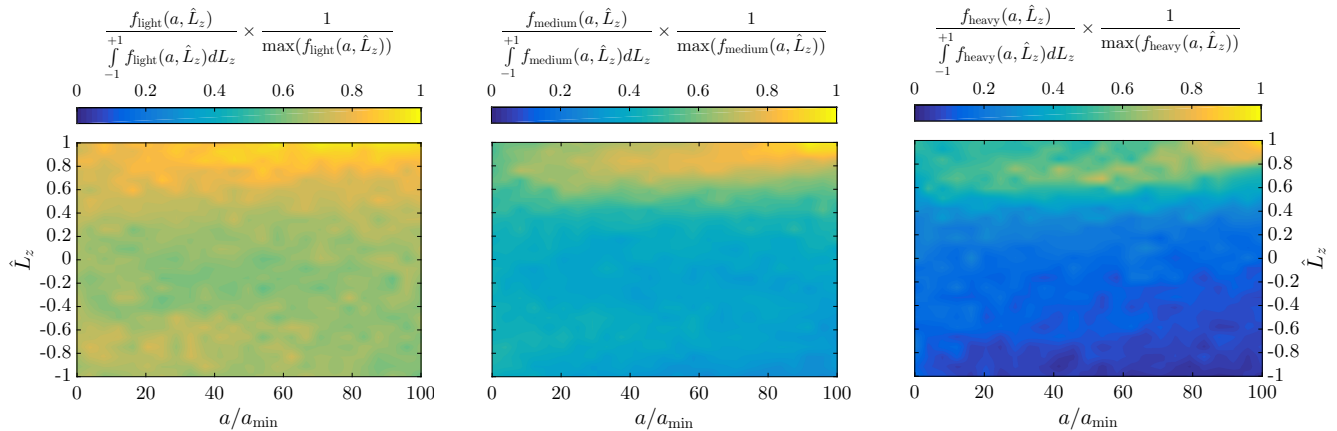 f_light(a, L̂_z) / ∫_{-1}^{+1} f_light(a, L̂_z)dL_z × 1 / max(f_light(a, L̂_z))
0 0.2 0.4 0.6 0.8 1
1
0.8
0.6
0.4
0.2
0
-0.2
-0.4
-0.6
-0.8
-1
L̂_z
0 20 40 60 80 100
a/a_min
f_medium(a, L̂_z) / ∫_{-1}^{+1} f_medium(a, L̂_z)dL_z × 1 / max(f_medium(a, L̂_z))
0 0.2 0.4 0.6 0.8 1
0 20 40 60 80 100
a/a_min
f_heavy(a, L̂_z) / ∫_{-1}^{+1} f_heavy(a, L̂_z)dL_z × 1 / max(f_heavy(a, L̂_z))
0 0.2 0.4 0.6 0.8 1
1
0.8
0.6
0.4
0.2
0
-0.2
-0.4
-0.6
-0.8
-1
L̂_z
0 20 40 60 80 100
a/a_min